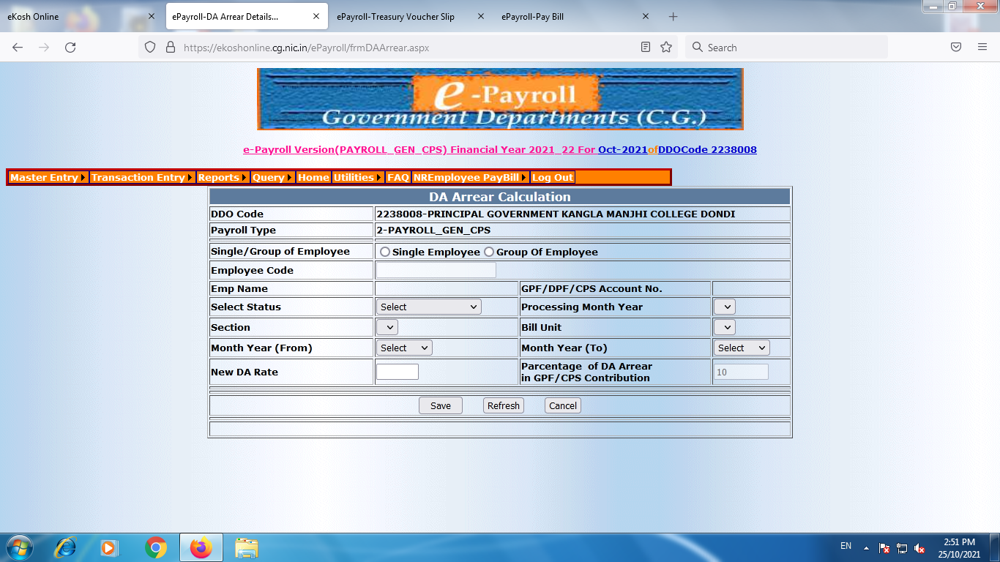 eKosh Online
ePayroll-DA Arrear Details...
ePayroll-Treasury Voucher Slip
ePayroll-Pay Bill
https://ekoshonline.cg.nic.in/ePayroll/frmDAArrear.aspx
Search
e-Payroll
Government Departments (C.G.)
e-Payroll Version(PAYROLL_GEN_CPS) Financial Year 2021_22 For Oct-2021ofDDOCode 2238008
Master Entry Transaction Entry Reports Query Home Utilities FAQ NREmployee PayBill Log Out
DA Arrear Calculation
DDO Code 2238008-PRINCIPAL GOVERNMENT KANGLA MANJHI COLLEGE DONDI
Payroll Type 2-PAYROLL_GEN_CPS
Single/Group of Employee Single Employee Group Of Employee
Employee Code
Emp Name GPF/DPF/CPS Account No.
Select Status Select Processing Month Year
Section Bill Unit
Month Year (From) Select Month Year (To) Select
New DA Rate Parcentage of DA Arrear
in GPF/CPS Contribution 10
Save Refresh Cancel
EN
2:51 PM
25/10/2021